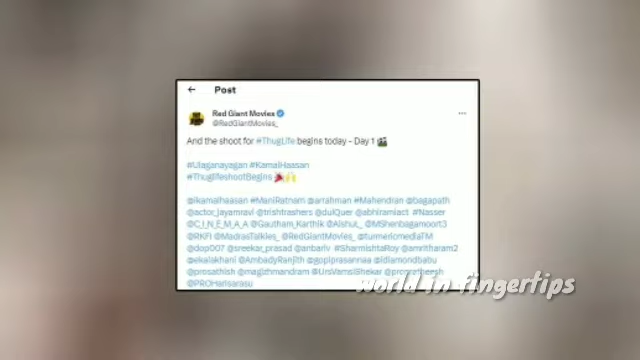 Post
Red Giant Movies
@RedGiantMovies_
And the shoot for #ThugLife begins today - Day 1
#Ulaganayagan #KamalHaasan
#ThuglifeshootBegins
@ikamalhaasan #ManiRatnam @arrahman #Mahendran @bagapath
@actor_jayamravi @trishtrashers @dulQuer @abhiramiact #Nasser
@C_I_N_E_M_A_A @Gautham_Karthik @AishuL_ @MShenbagamoort3
@RKFI @MadrasTalkies_ @RedGiantMovies_ @turmericmediaTM
@dop007 @sreekar_prasad @anbariv #SharmishtaRoy @amritharam2
@ekalakhani @AmbadyRanjith @gopiprasannaa @idiamondbabu
@prosathish @magizhmandram @UrsVamsiShekar @propratheesh
@PROHarisarasu
world in fingertips